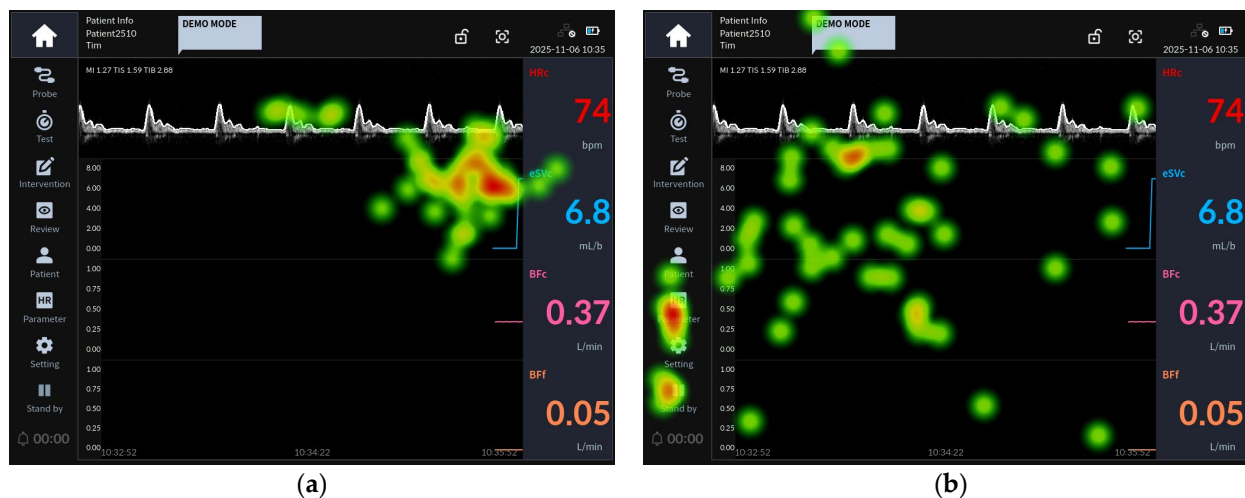 Patient Info
Patient2510
Tim
DEMO MODE
2025-11-06 10:35
MI 1.27 TIS 1.59 TIB 2.88
Probe
Test
Intervention
Review
Patient
HR
Parameter
Setting
Stand by
00:00
HRc
74
bpm
8.00
6.00
4.00
2.00
0.00
eSVc
6.8
mL/b
1.00
0.75
0.50
0.25
0.00
BFc
0.37
L/min
1.00
0.75
0.50
0.25
0.00
BFf
0.05
L/min
10:32:52
10:34:22
10:35:52
(a)
Patient Info
Patient2510
Tim
DEMO MODE
2025-11-06 10:35
MI 1.27 TIS 1.59 TIB 2.88
Probe
Test
Intervention
Review
Patient
HR
Parameter
Setting
Stand by
00:00
HRc
74
bpm
8.00
6.00
4.00
2.00
0.00
eSVc
6.8
mL/b
1.00
0.75
0.50
0.25
0.00
BFc
0.37
L/min
1.00
0.75
0.50
0.25
0.00
BFf
0.05
L/min
10:32:52
10:34:22
10:35:52
(b)